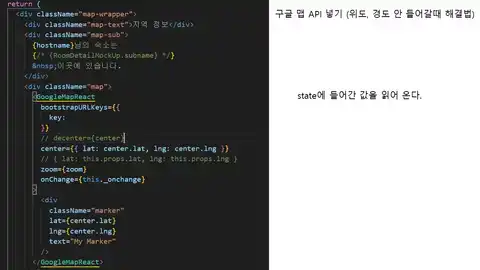 return (
<div className="map-wrapper">
<div className="map-text">지역 정보</div>
<div className="map-sub">
{hostname}님의 숙소는
{/* {RoomDetailMockUp.subname} */}
&nbsp;이곳에 있습니다.
</div>
<div className="map">
<GoogleMapReact
bootstrapURLKeys={{
key:
}}
// decenter={center}
center={{ lat: center.lat, lng: center.lng }}
// { lat: this.props.lat, lng: this.props.lng }
zoom={zoom}
onChange={this._onchange}
>
<div
className="marker"
lat={center.lat}
lng={center.lng}
text="My Marker"
/>
</GoogleMapReact>
구글 맵 API 넣기 (위도, 경도 안 들어갈때 해결법)
state에 들어간 값을 읽어 온다.